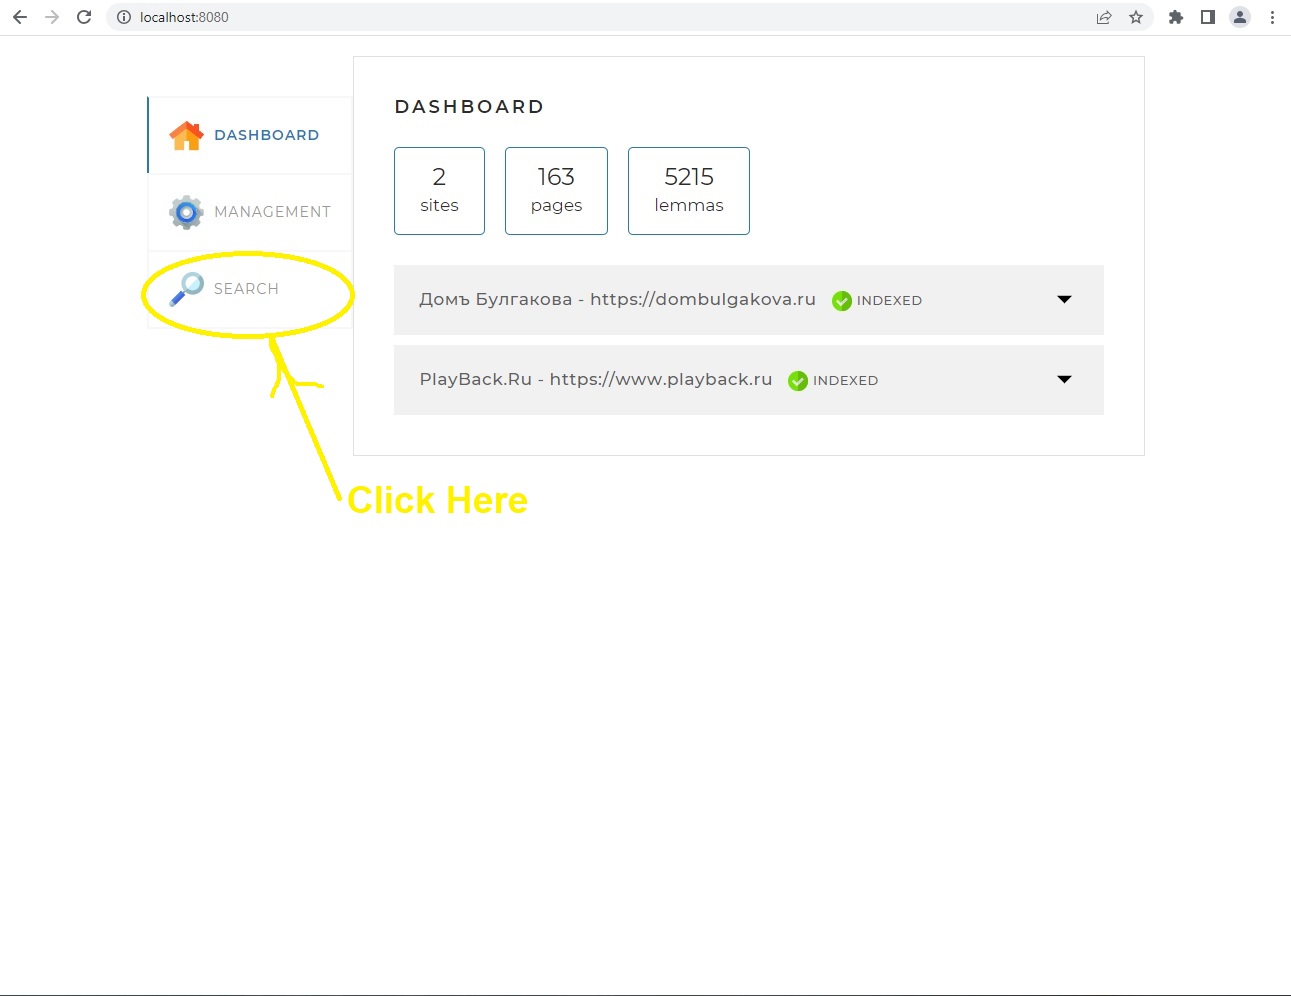 localhost:8080
DASHBOARD
MANAGEMENT
SEARCH
DASHBOARD
2
sites
163
pages
5215
lemmas
Домъ Булгакова - https://dombulgakova.ru INDEXED
PlayBack.Ru - https://www.playback.ru INDEXED
Click Here